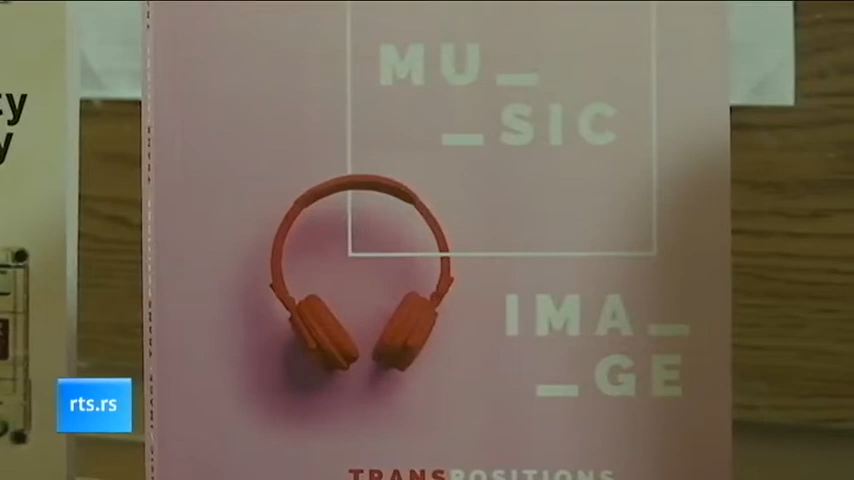 MU_
_SIC
IMA_
_GE
TRANSPOSITIONS
rts.rs